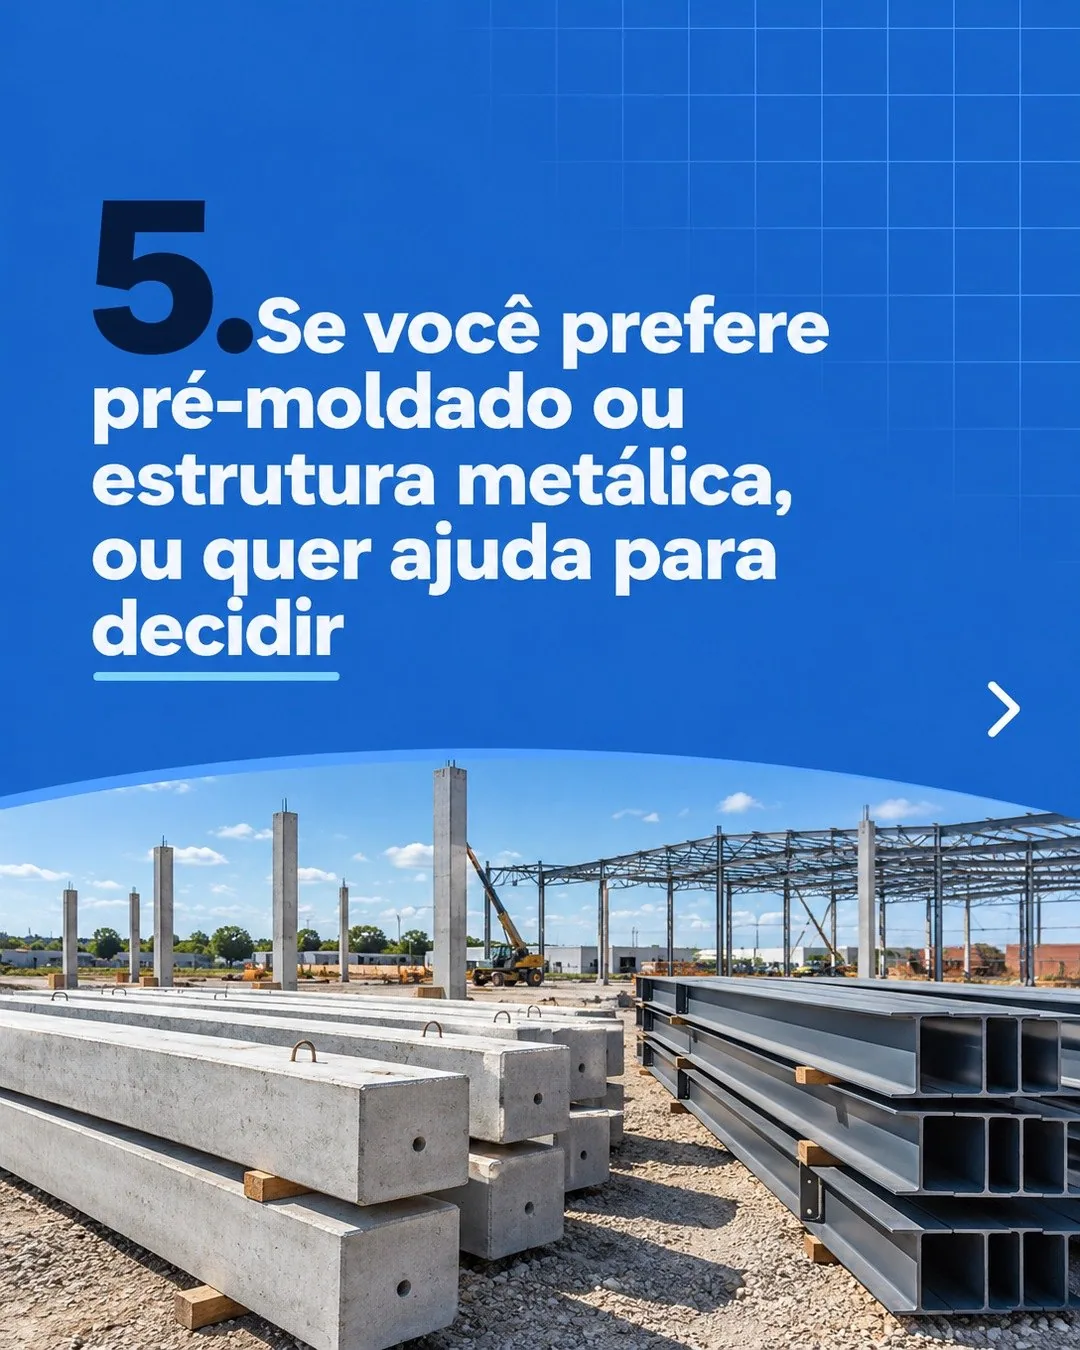 5.Se você prefere
pré-moldado ou
estrutura metálica,
ou quer ajuda para
decidir